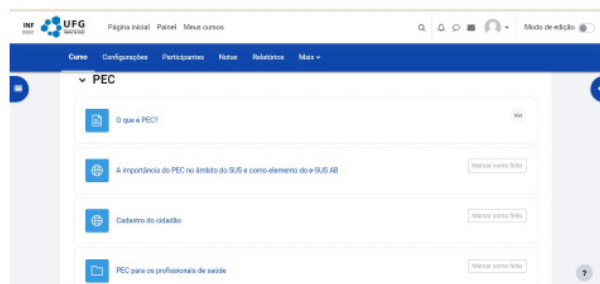 INF
UFG
Página inicial Painel Meus cursos
Modo de edição
Curso Configurações Participantes Notas Relatórios Mais
PEC
O que é PEC?
Ver
A importância do PEC no âmbito do SUS e como elemento do e-SUS AB
Marcar como feito
Cadastro do cidadão
Marcar como feito
PEC para os profissionais de saúde
Marcar como feito
?